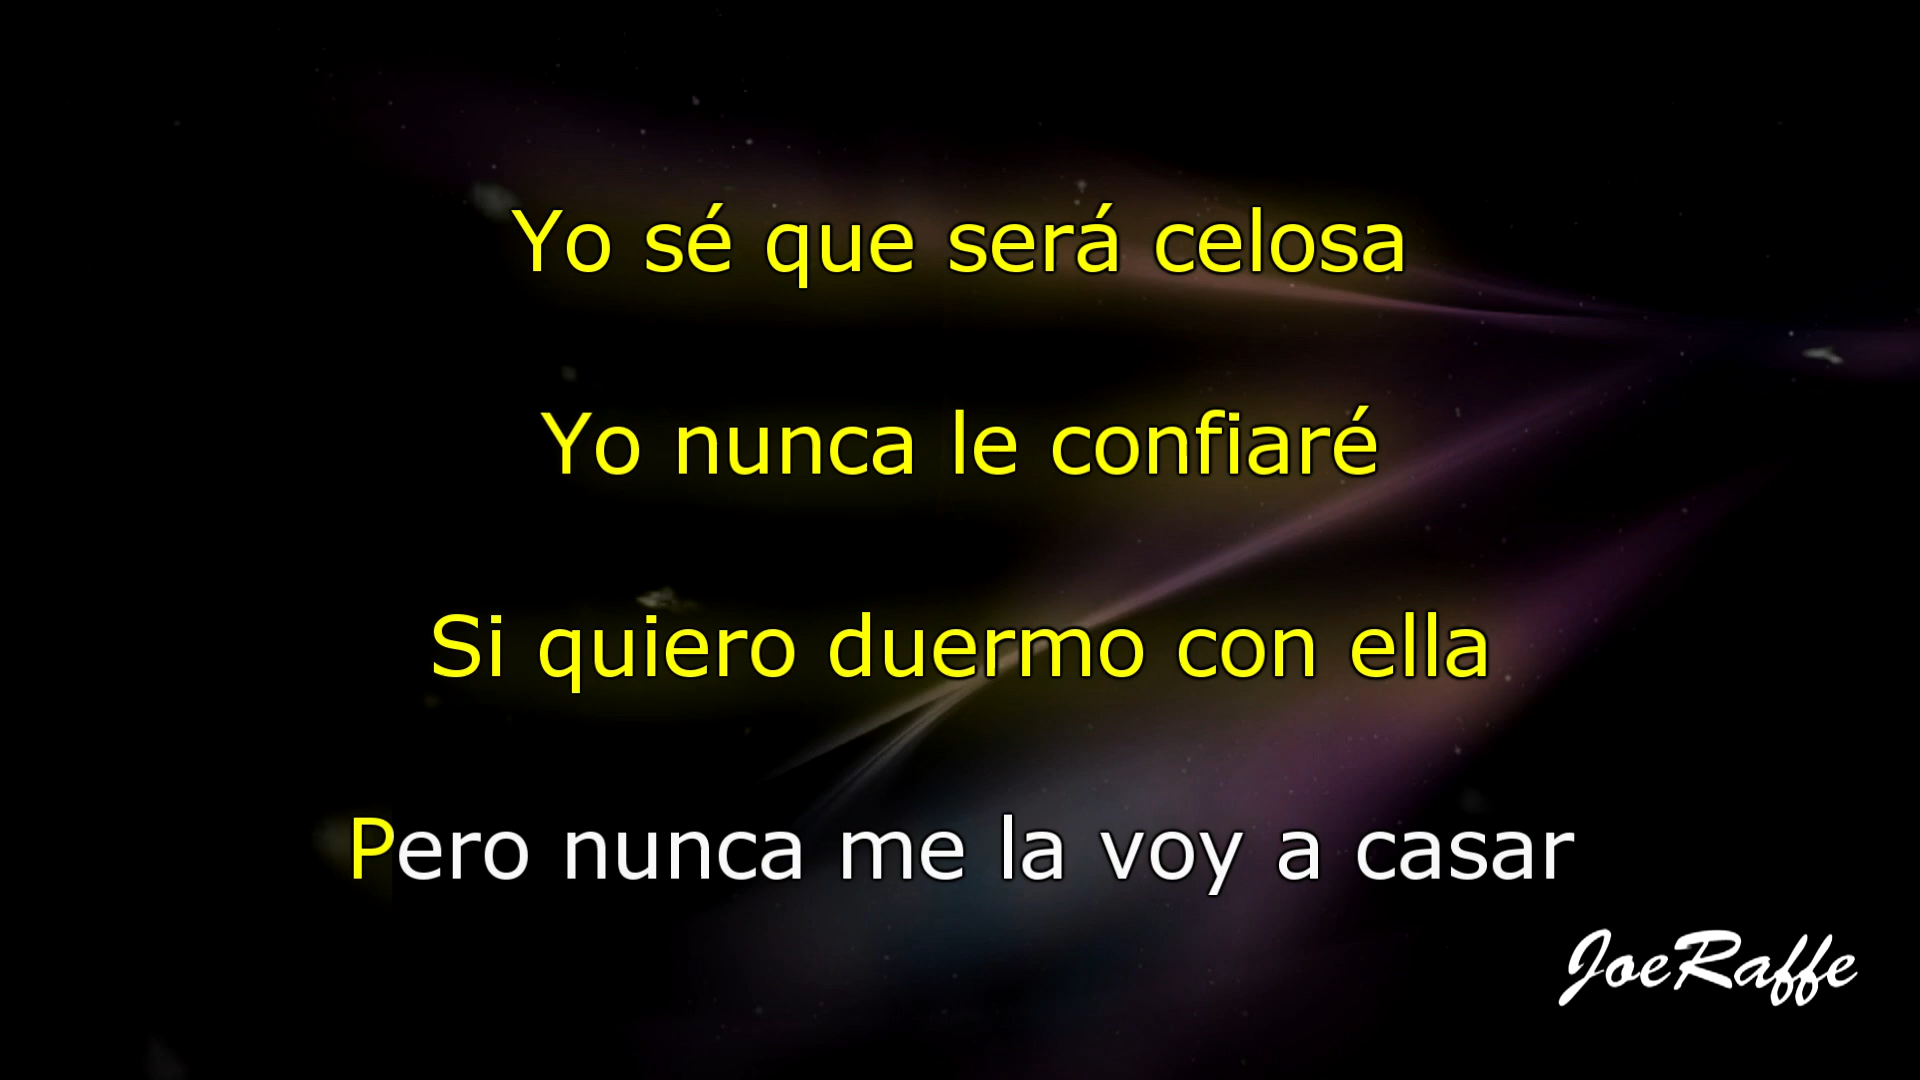 Yo sé que será celosa
Yo nunca le confiaré
Si quiero duermo con ella
Pero nunca me la voy a casar
JoeRaffe